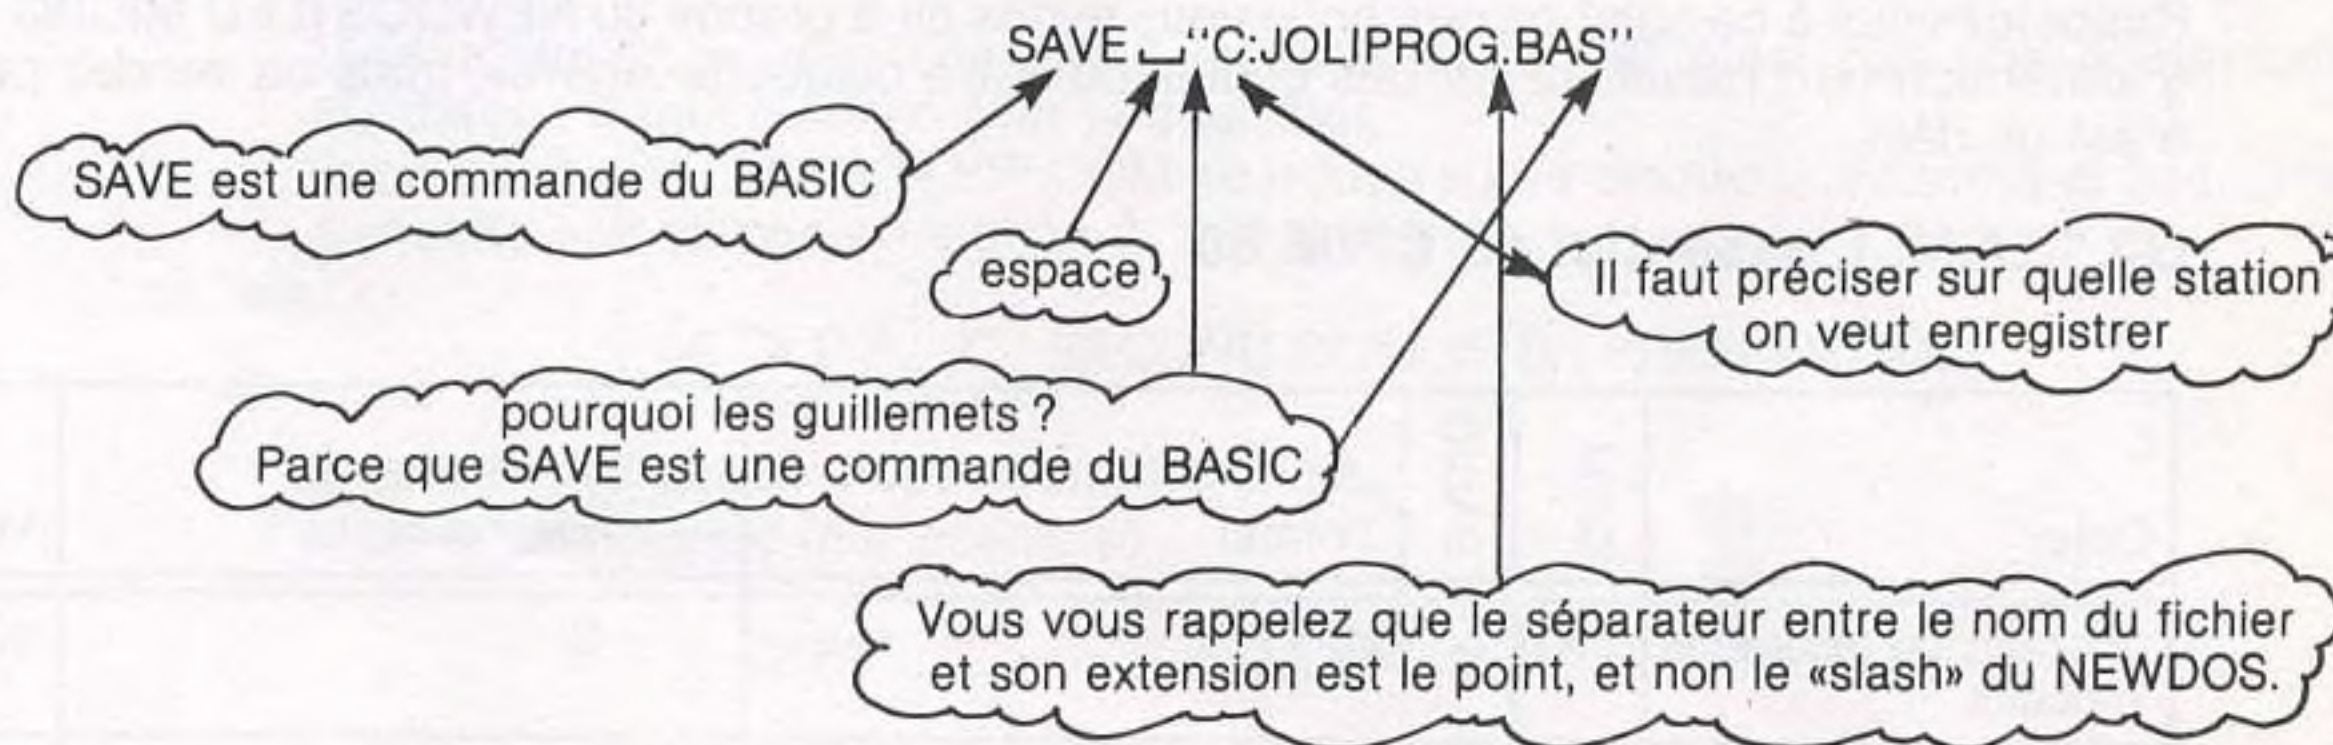 SAVE ␣“C:JOLIPROG.BAS’’
SAVE est une commande du BASIC
espace
Il faut préciser sur quelle station
on veut enregistrer
pourquoi les guillemets ?
Parce que SAVE est une commande du BASIC
Vous vous rappelez que le séparateur entre le nom du fichier
et son extension est le point, et non le «slash» du NEWDOS.